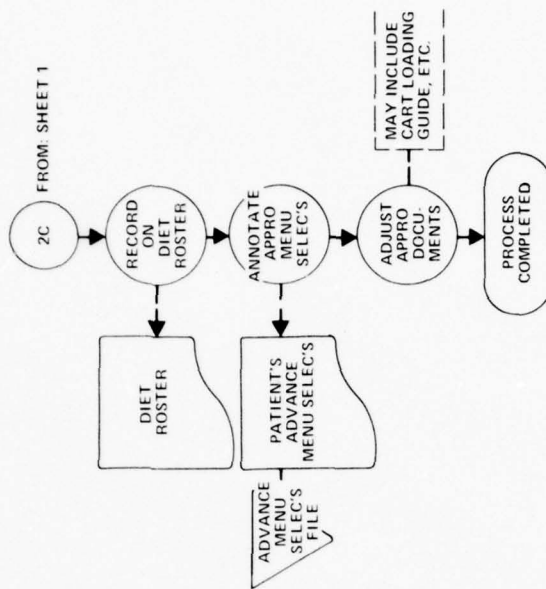 2C
FROM: SHEET 1
RECORD
ON
DIET
ROSTER
DIET
ROSTER
ANNOTATE
APPRO
MENU
SELEC'S
PATIENT'S
ADVANCE
MENU SELEC'S
ADVANCE
MENU
SELEC'S
FILE
ADJUST
APPRO
DOCU-
MENTS
MAY INCLUDE
CART LOADING
GUIDE, ETC.
PROCESS
COMPLETED